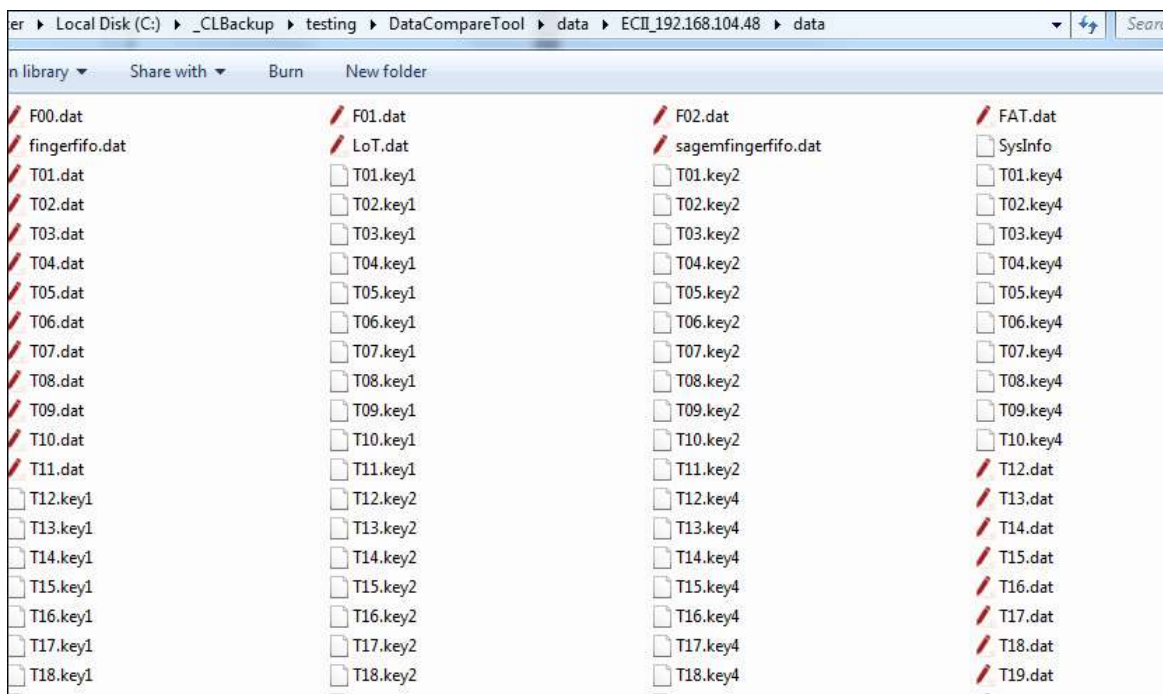 er ▸ Local Disk (C:) ▸ _CLBackup ▸ testing ▸ DataCompareTool ▸ data ▸ ECII_192.168.104.48 ▸ data Sear
n library Share with Burn New folder
F00.dat F01.dat F02.dat FAT.dat
fingerfifo.dat LoT.dat sagemfingerfifo.dat SysInfo
T01.dat T01.key1 T01.key2 T01.key4
T02.dat T02.key1 T02.key2 T02.key4
T03.dat T03.key1 T03.key2 T03.key4
T04.dat T04.key1 T04.key2 T04.key4
T05.dat T05.key1 T05.key2 T05.key4
T06.dat T06.key1 T06.key2 T06.key4
T07.dat T07.key1 T07.key2 T07.key4
T08.dat T08.key1 T08.key2 T08.key4
T09.dat T09.key1 T09.key2 T09.key4
T10.dat T10.key1 T10.key2 T10.key4
T11.dat T11.key1 T11.key2 T12.dat
T12.key1 T12.key2 T12.key4 T13.dat
T13.key1 T13.key2 T13.key4 T14.dat
T14.key1 T14.key2 T14.key4 T15.dat
T15.key1 T15.key2 T15.key4 T16.dat
T16.key1 T16.key2 T16.key4 T17.dat
T17.key1 T17.key2 T17.key4 T18.dat
T18.key1 T18.key2 T18.key4 T19.dat